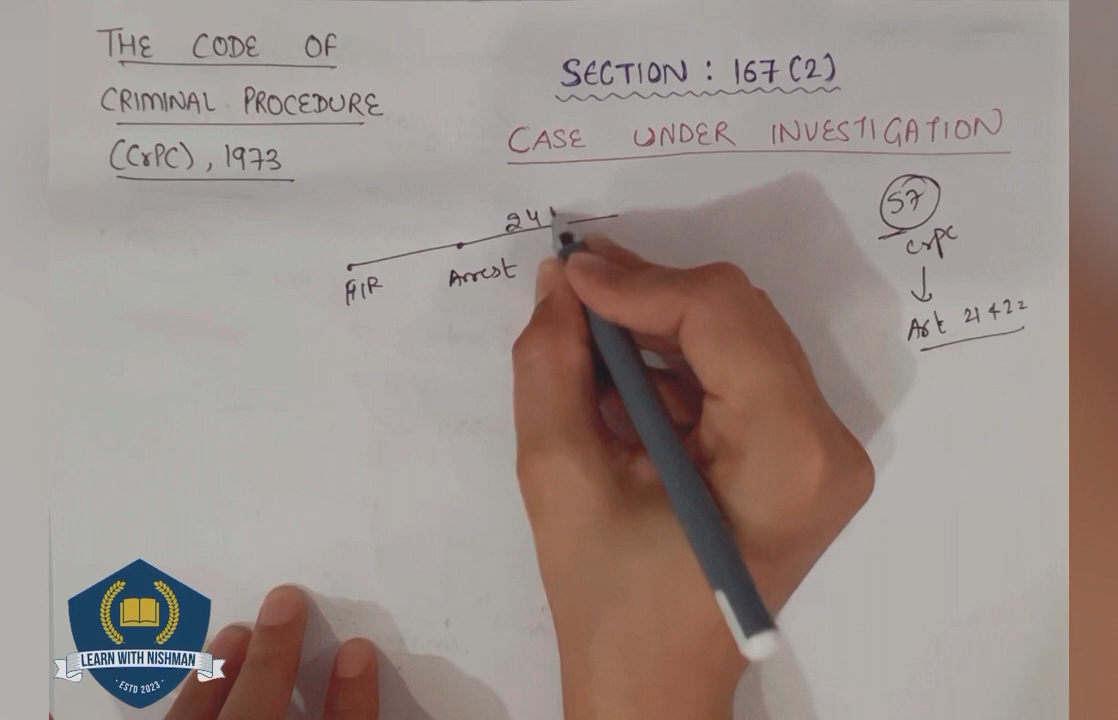 THE CODE OF
CRIMINAL PROCEDURE
(CrPC), 1973
SECTION : 167(2)
CASE UNDER INVESTIGATION
57
CrPC
Art 21 & 22
24
FIR
Arrest
LEARN WITH NISHMAN
· ESTD 2023 ·